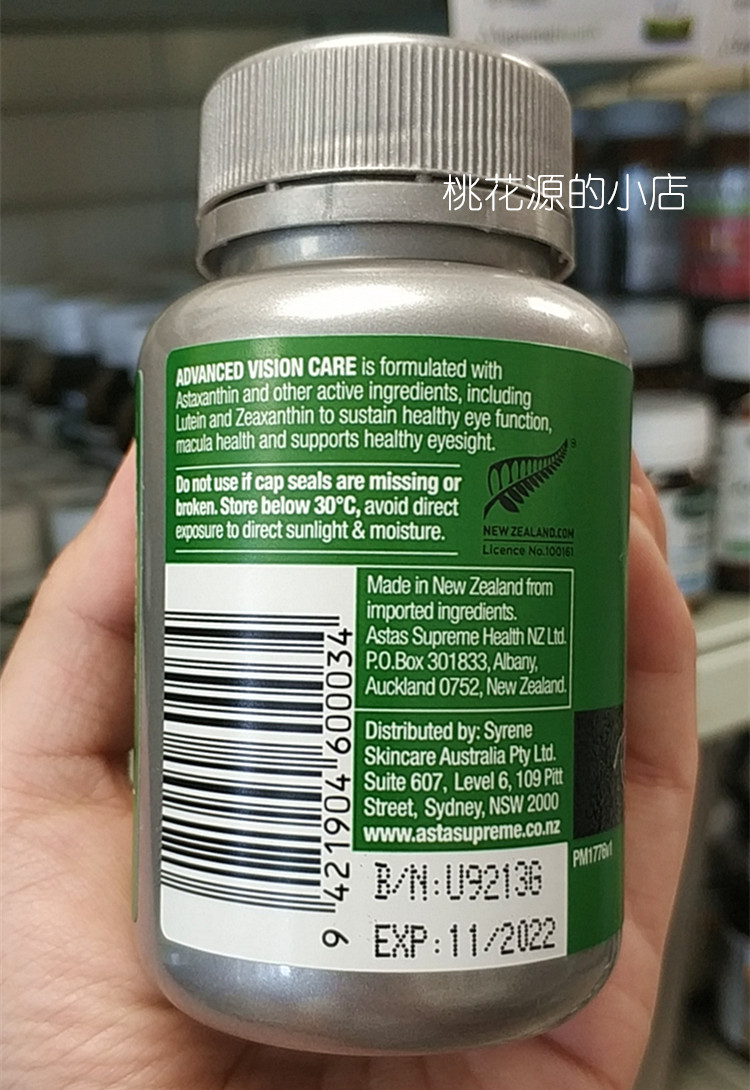 桃花源的小店
ADVANCED VISION CARE is formulated with
Astaxanthin and other active ingredients, including
Lutein and Zeaxanthin to sustain healthy eye function,
macula health and supports healthy eyesight.
Do not use if cap seals are missing or
broken. Store below 30°C, avoid direct
exposure to direct sunlight & moisture.
NEW ZEALAND.COM
Licence No.100161
Made in New Zealand from
imported ingredients.
Astas Supreme Health NZ Ltd.
P.O.Box 301833, Albany,
Auckland 0752, New Zealand.
Distributed by: Syrene
Skincare Australia Pty Ltd.
Suite 607, Level 6, 109 Pitt
Street, Sydney, NSW 2000
www.astasupreme.co.nz
9 421904 600034
PM1776v1
B/N:U9213G
EXP:11/2022